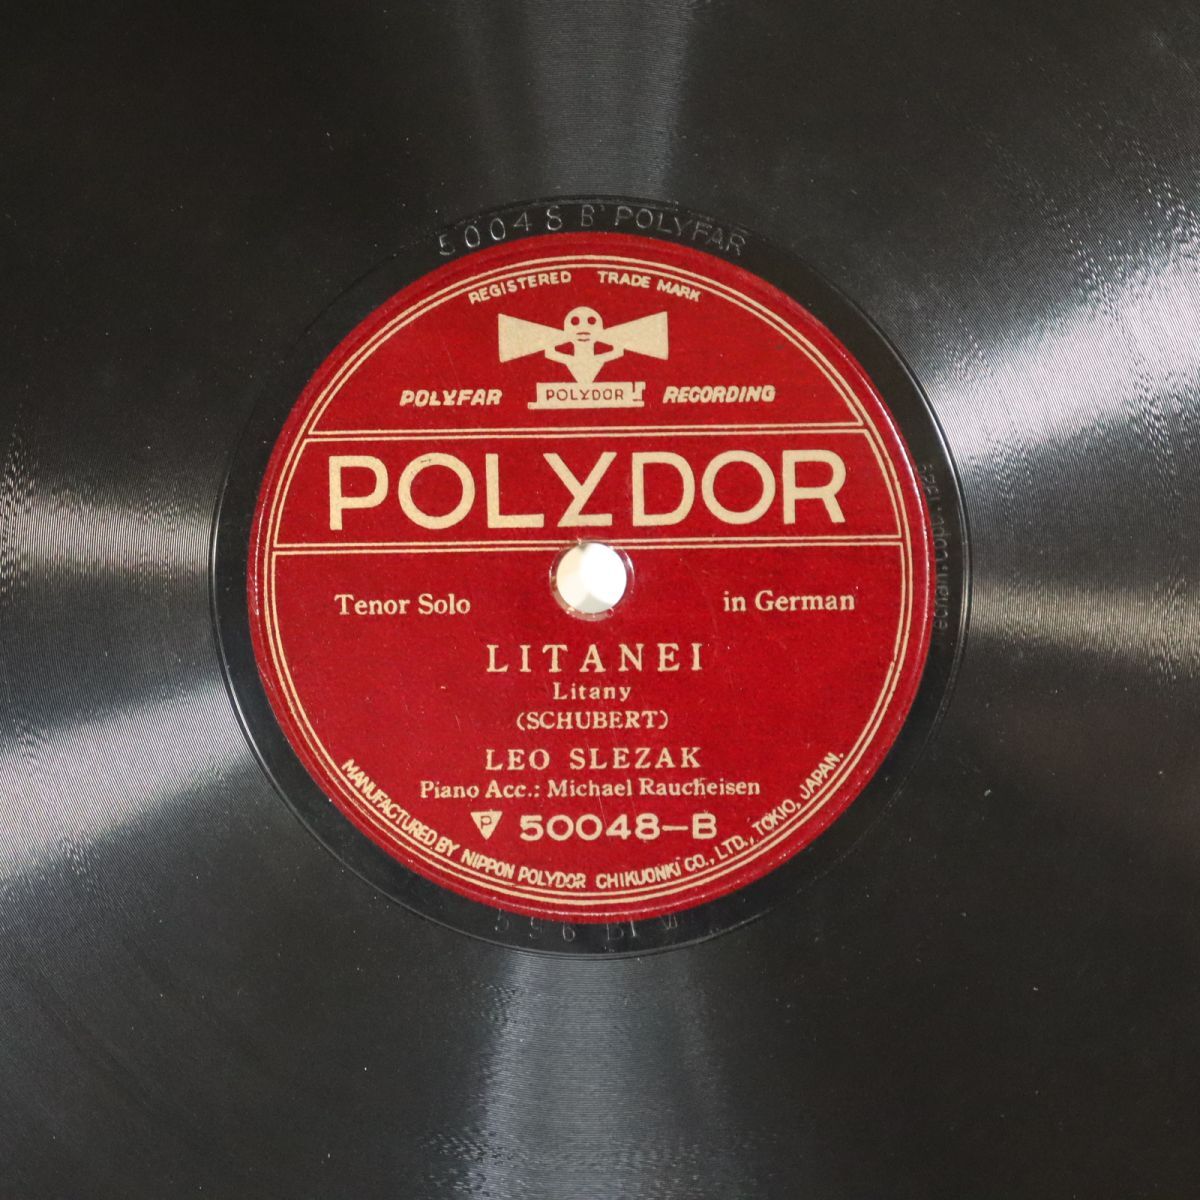 50048 B POLYFAR
REGISTERED TRADE MARK
POLYFAR POLYDOR RECORDING
POLYDOR
Tenor Solo in German
LITANEI
Litany
(SCHUBERT)
LEO SLEZAK
Piano Acc.: Michael Raucheisen
P 50048-B
MANUFACTURED BY NIPPON POLYDOR CHIKUONKI CO., LTD., TOKIO, JAPAN.